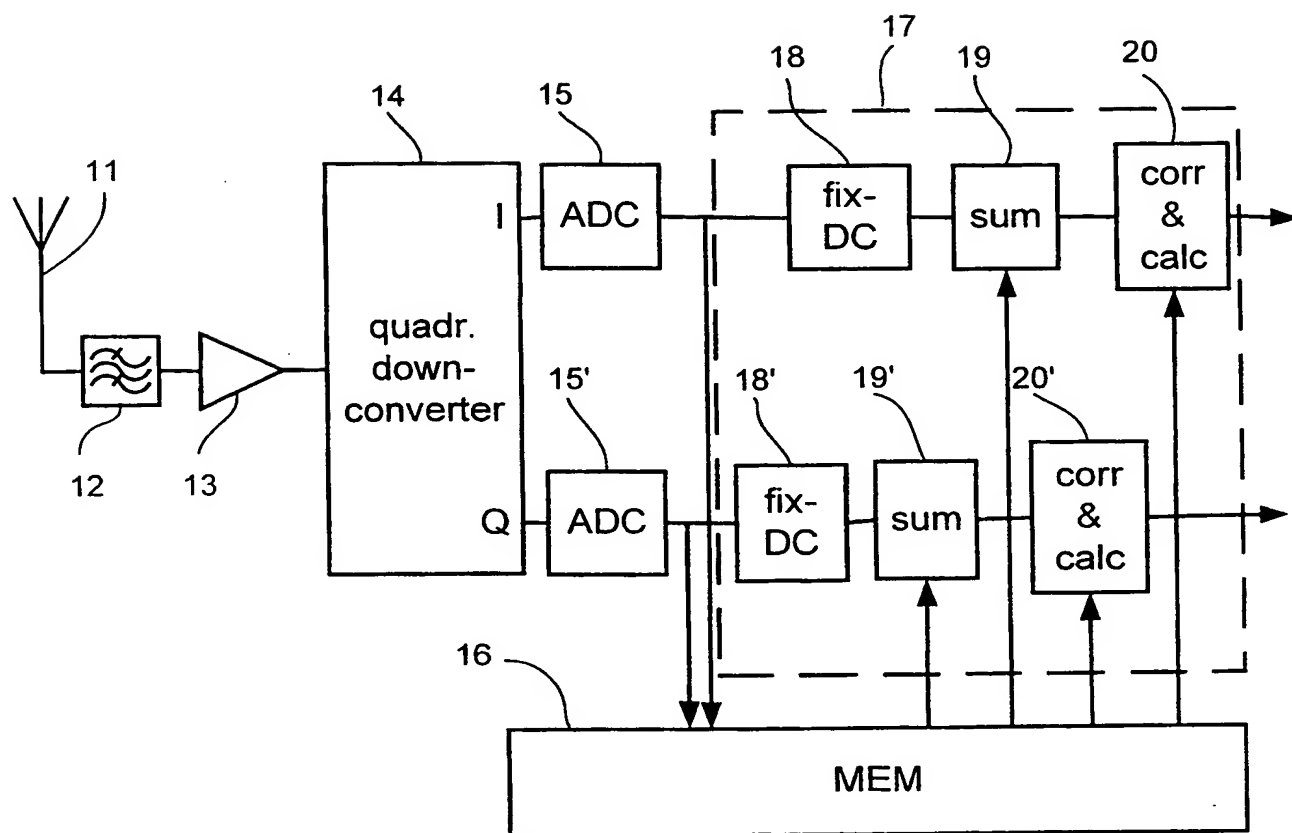 17
18
19
20
14
15
11
I
ADC
fix-
DC
sum
corr
&
calc
quadr.
down-
converter
12
13
15'
18'
19'
20'
Q
ADC
fix-
DC
sum
corr
&
calc
16
MEM